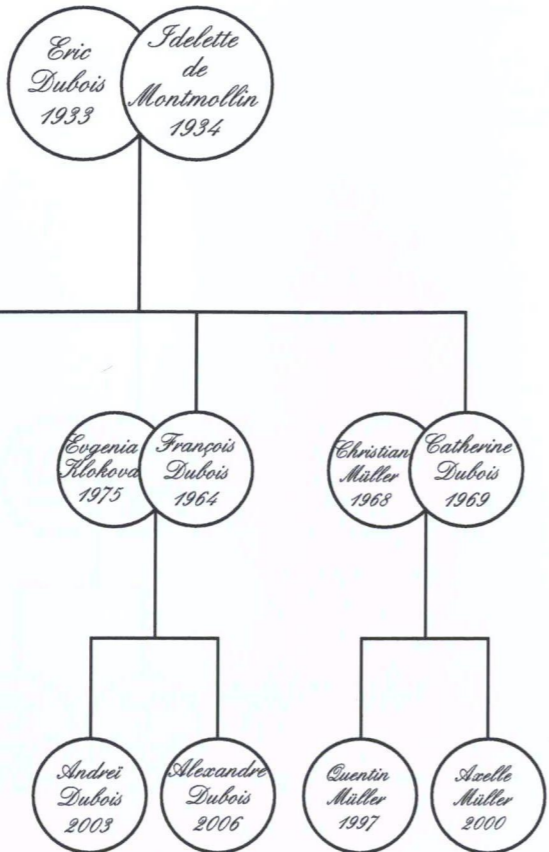 Eric
Dubois
1933
Idelette
de
Montmollin
1934
Evgenia
Klokova
1975
François
Dubois
1964
Christian
Müller
1968
Catherine
Dubois
1969
Andreï
Dubois
2003
Alexandre
Dubois
2006
Quentin
Müller
1997
Axelle
Müller
2000